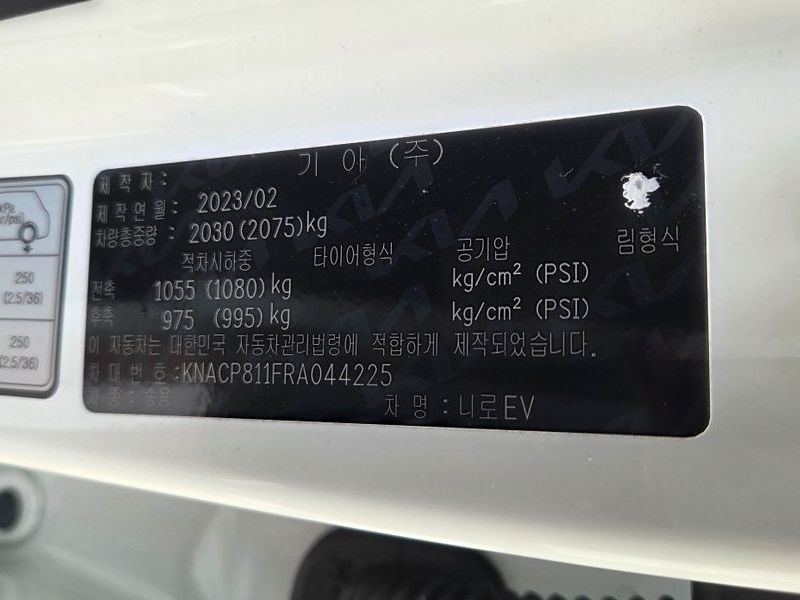 제작자: 기아(주)
제작연월: 2023/02
차량총중량: 2030(2075)kg
적차시하중 타이어형식 공기압 림형식
전축 1055 (1080)kg kg/cm² (PSI)
후축 975 (995)kg kg/cm² (PSI)
이 자동차는 대한민국 자동차관리법령에 적합하게 제작되었습니다.
차대번호:KNACP811FRA044225
차종:승용 차명:니로EV
250
(2.5/36)
250
(2.5/36)